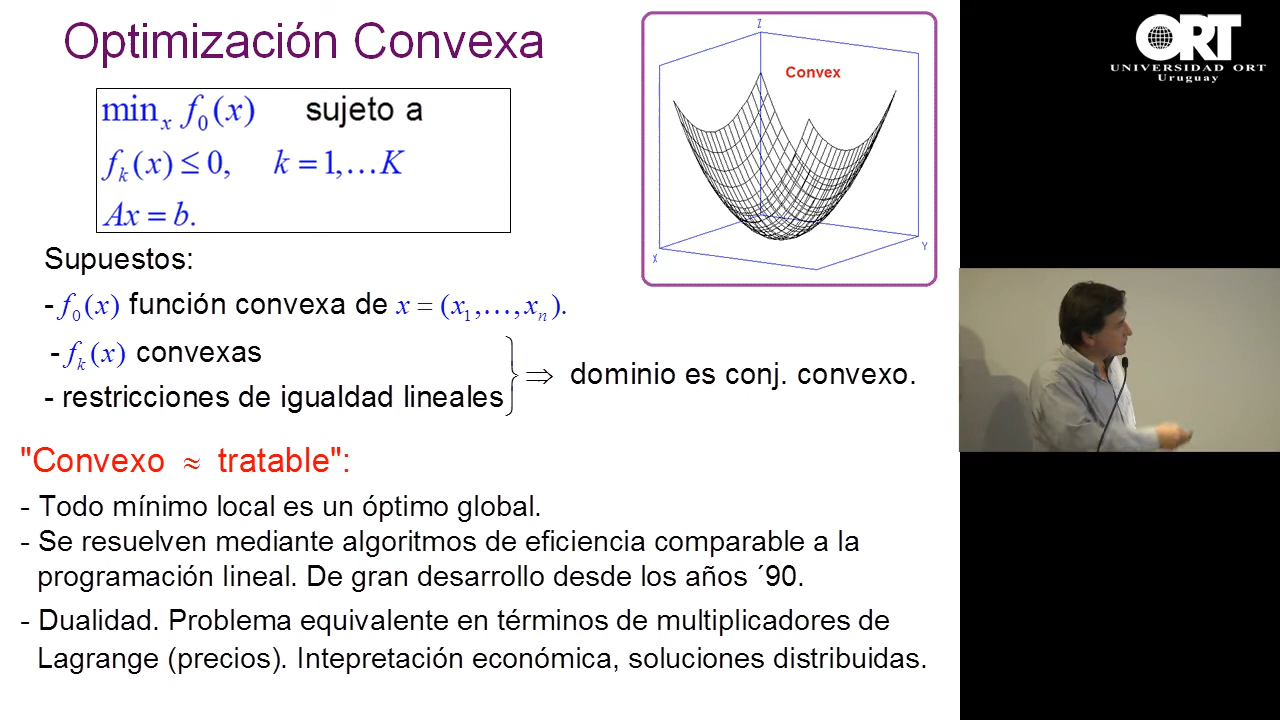 Optimización Convexa
min_x f_0(x) sujeto a
f_k(x) ≤ 0, k = 1,…K
Ax = b.
Z
Convex
X
Y
ORT
UNIVERSIDAD ORT
Uruguay
Supuestos:
- f_0(x) función convexa de x = (x_1,…,x_n).
- f_k(x) convexas
- restricciones de igualdad lineales
⇒ dominio es conj. convexo.
"Convexo ≈ tratable":
- Todo mínimo local es un óptimo global.
- Se resuelven mediante algoritmos de eficiencia comparable a la
programación lineal. De gran desarrollo desde los años ´90.
- Dualidad. Problema equivalente en términos de multiplicadores de
Lagrange (precios). Intepretación económica, soluciones distribuidas.